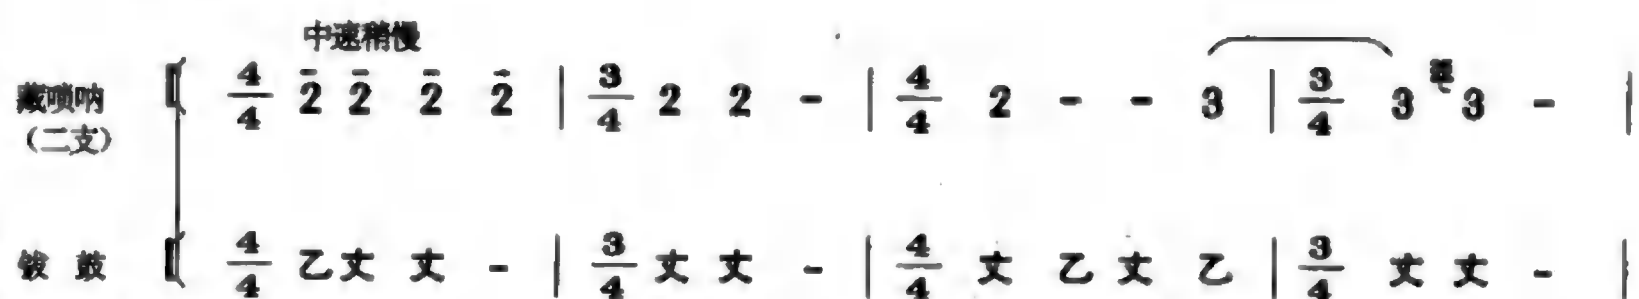 中速稍慢
藏唢呐 4/4 2 2 2 2 | 3/4 2 2 - | 4/4 2 - - 3 | 3/4 3 3 - |
(二支)
钹 鼓 4/4 乙 丈 丈 - | 3/4 丈 丈 - | 4/4 丈 乙 丈 乙 | 3/4 丈 丈 - |